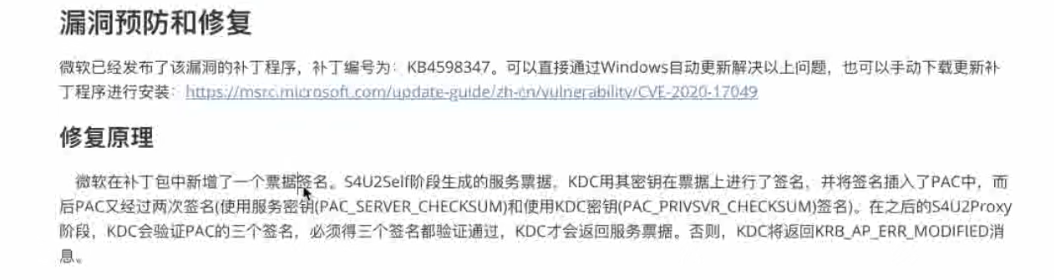 漏洞预防和修复
微软已经发布了该漏洞的补丁程序，补丁编号为：KB4598347。可以直接通过Windows自动更新解决以上问题，也可以手动下载更新补
丁程序进行安装：https://msrc.microsoft.com/update-guide/zh-cn/vulnerability/CVE-2020-17049
修复原理
微软在补丁包中新增了一个票据签名。S4U2Self阶段生成的服务票据，KDC用其密钥在票据上进行了签名，并将签名插入了PAC中，而
后PAC又经过两次签名(使用服务密钥(PAC_SERVER_CHECKSUM)和使用KDC密钥(PAC_PRIVSVR_CHECKSUM)签名)。在之后的S4U2Proxy
阶段，KDC会验证PAC的三个签名，必须得三个签名都验证通过，KDC才会返回服务票据。否则，KDC将返回KRB_AP_ERR_MODIFIED消
息。